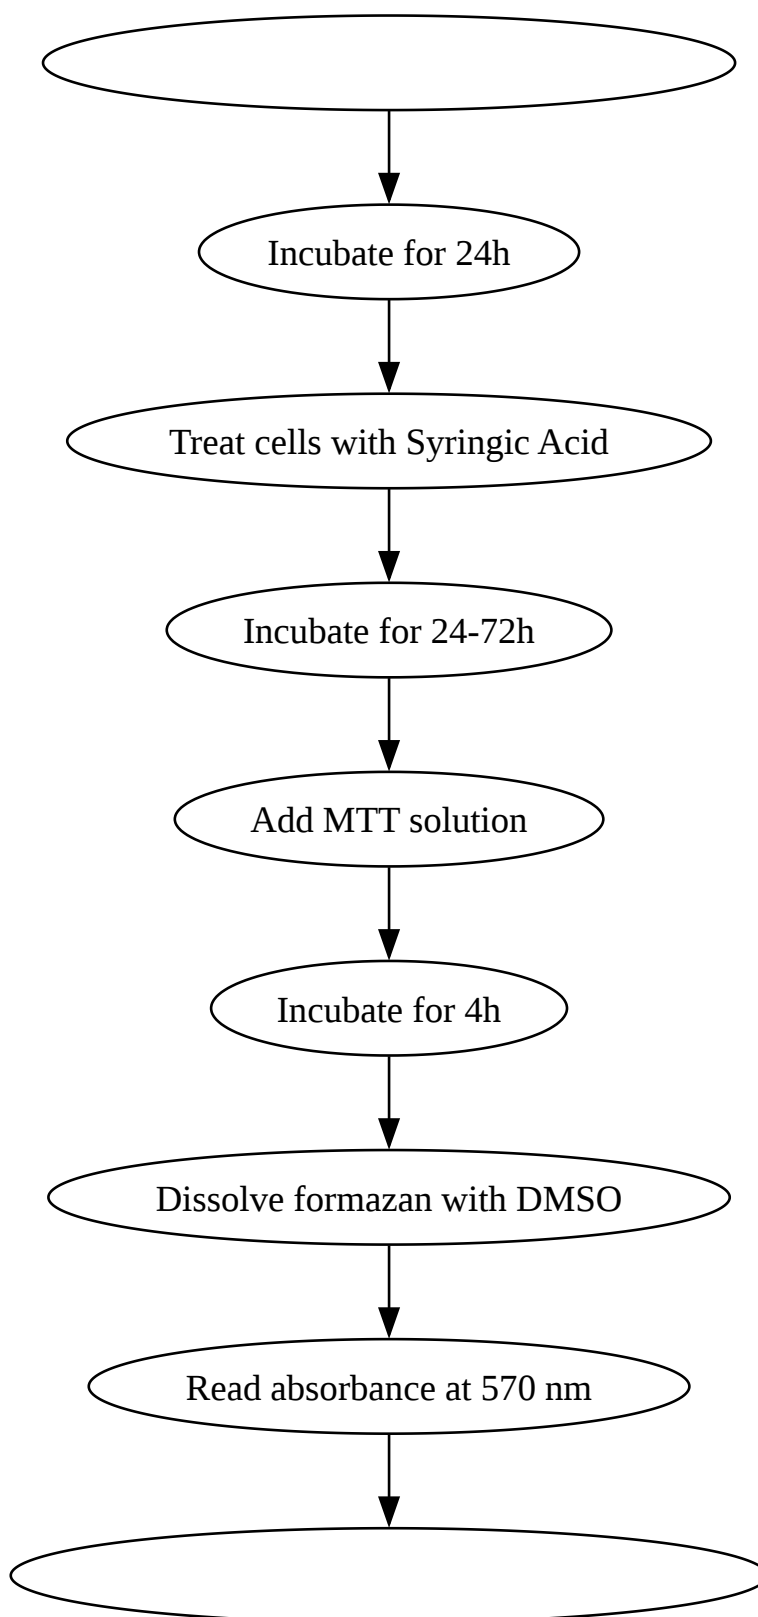 Incubate for 24h
Treat cells with Syringic Acid
Incubate for 24-72h
Add MTT solution
Incubate for 4h
Dissolve formazan with DMSO
Read absorbance at 570 nm